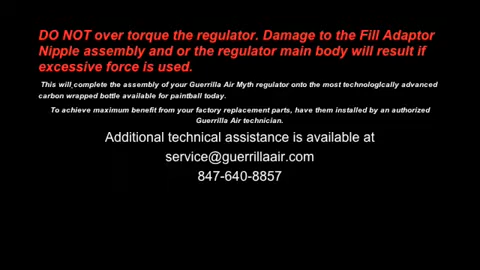 DO NOT over torque the regulator. Damage to the Fill Adaptor
Nipple assembly and or the regulator main body will result if
excessive force is used.
This will complete the assembly of your Guerrilla Air Myth regulator onto the most technologically advanced
carbon wrapped bottle available for paintball today.
To achieve maximum benefit from your factory replacement parts, have them installed by an authorized
Guerrilla Air technician.
Additional technical assistance is available at
service@guerrillaair.com
847-640-8857